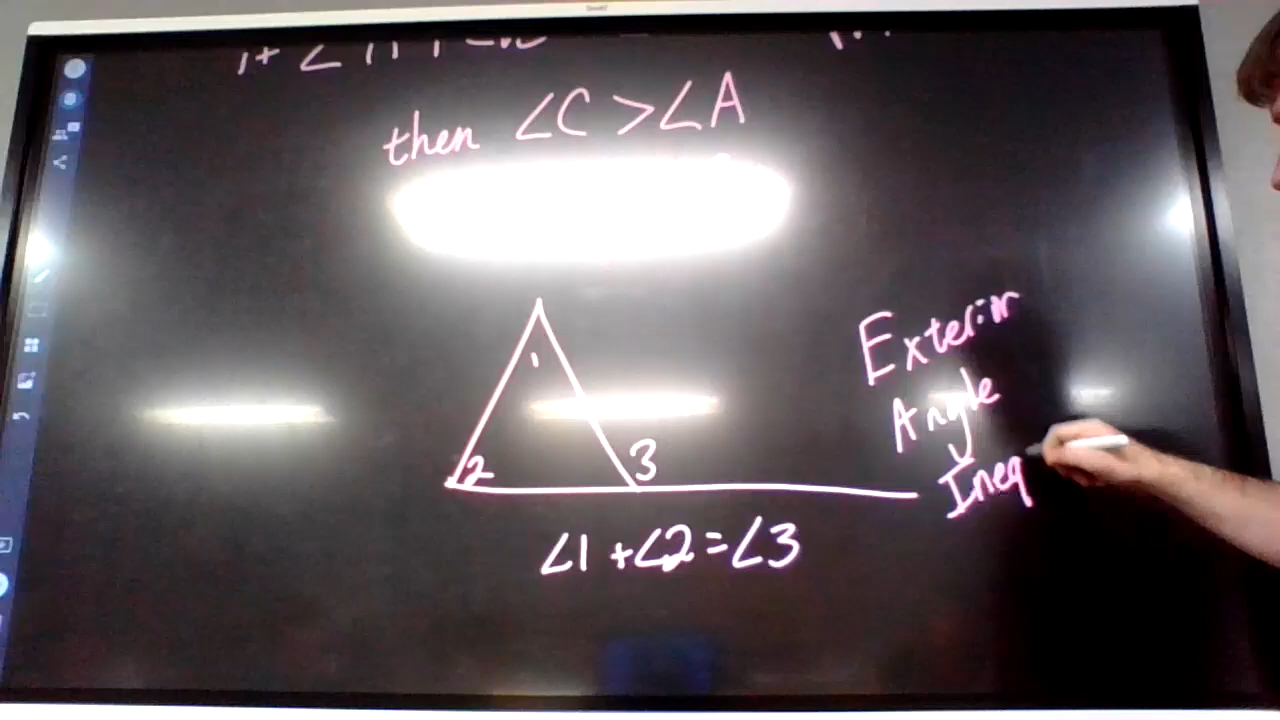 then ∠C > ∠A
1
2
3
∠1 + ∠2 = ∠3
Exterior
Angle
Ineq